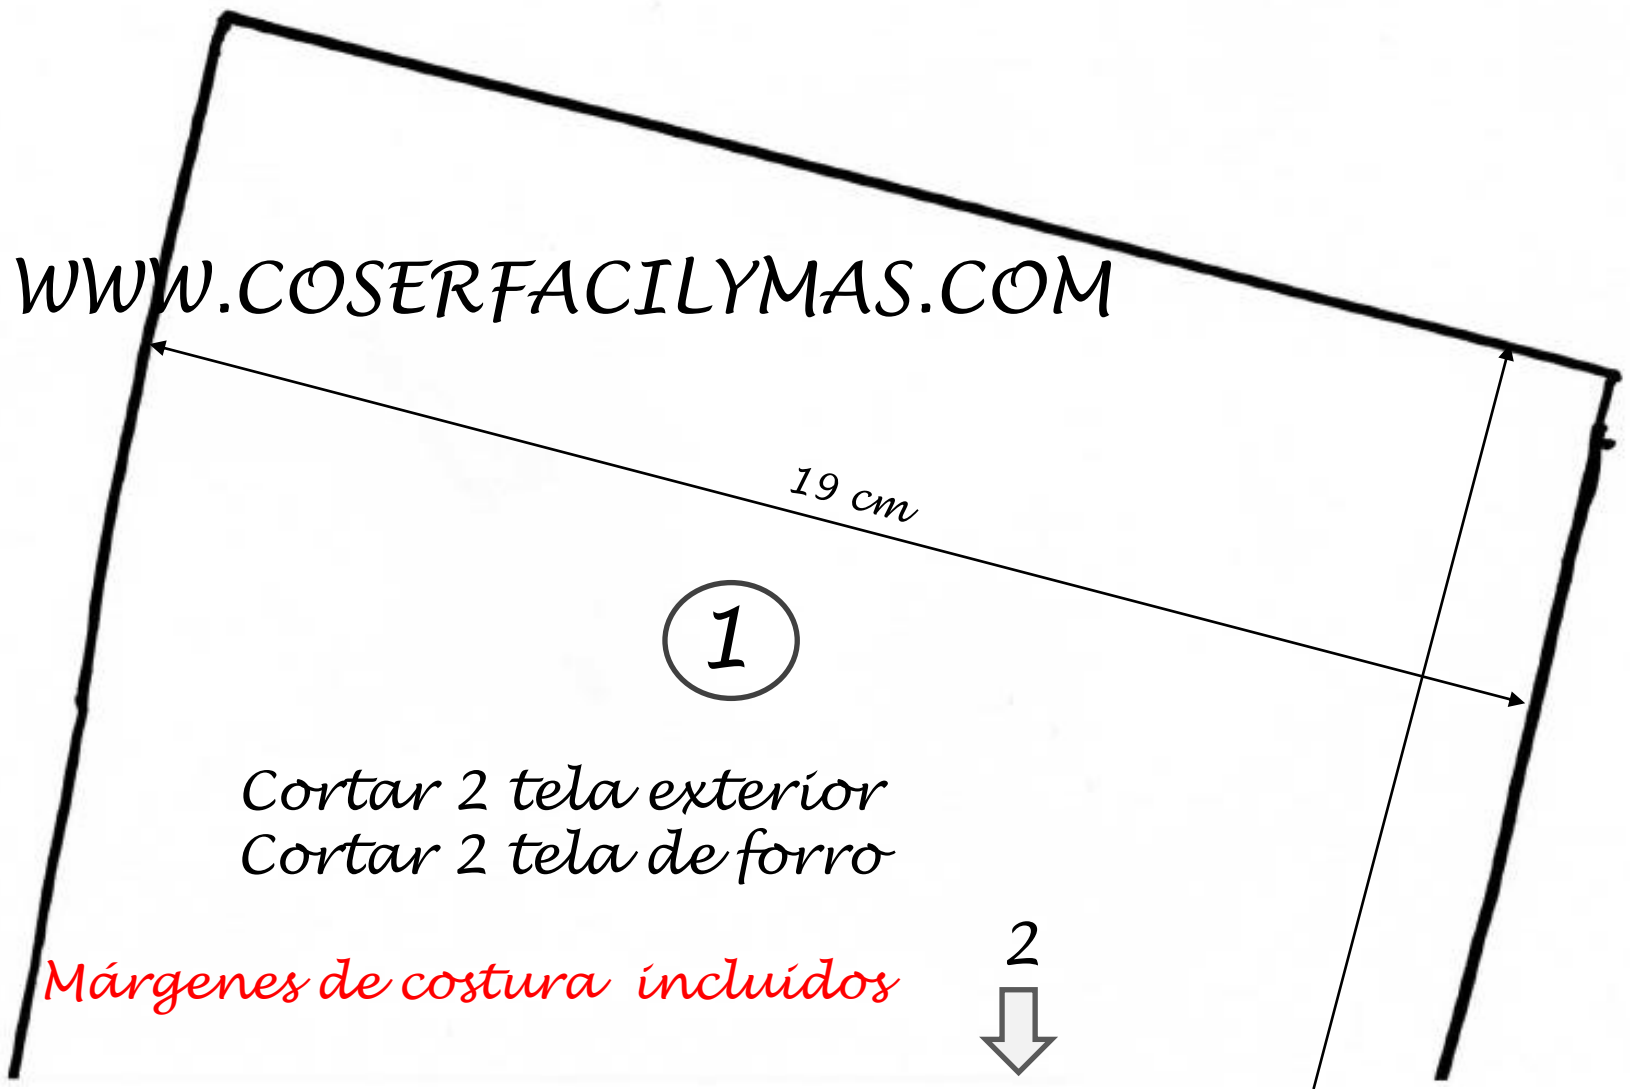 WWW.COSERFACILYMAS.COM
19 cm
1
Cortar 2 tela exterior
Cortar 2 tela de forro
2
Márgenes de costura incluidos